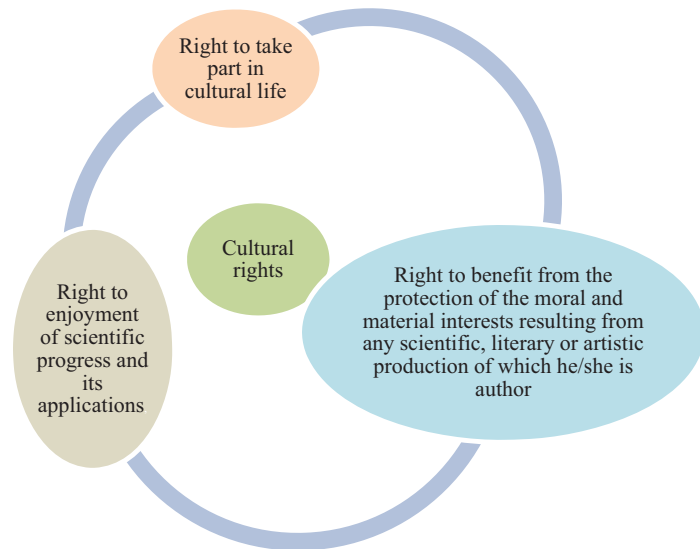 Right to take
part in
cultural life
Cultural
rights
Right to
enjoyment
of scientific
progress and
its
applications
Right to benefit from the
protection of the moral and
material interests resulting from
any scientific, literary or artistic
production of which he/she is
author